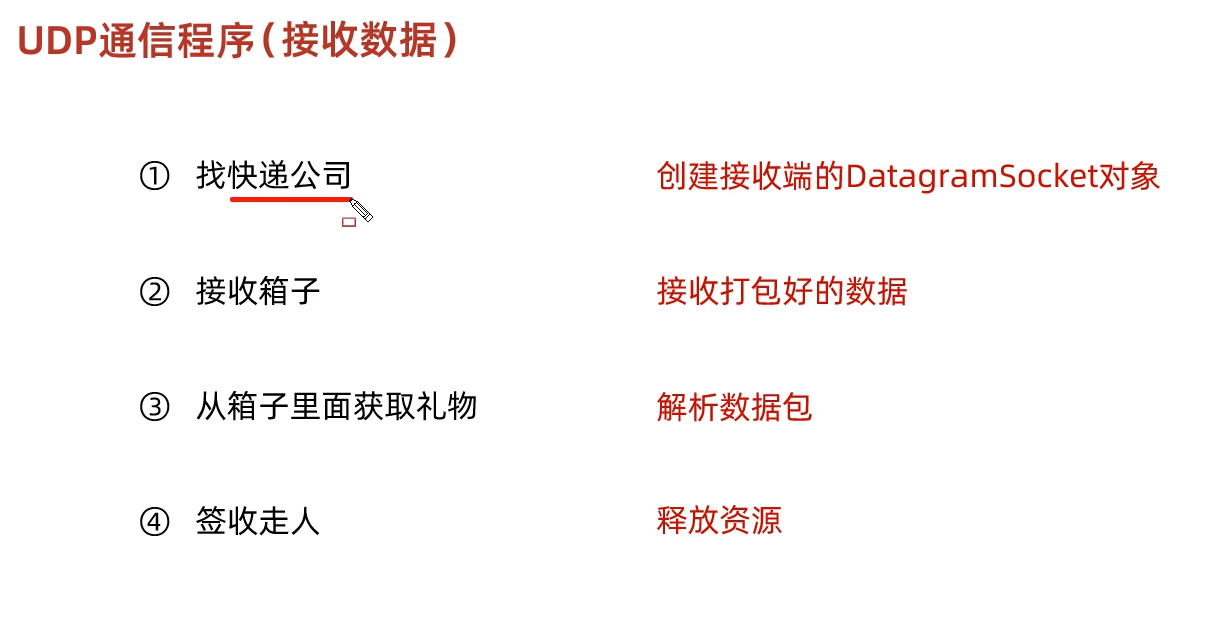 UDP通信程序（接收数据）
① 找快递公司 创建接收端的DatagramSocket对象
② 接收箱子 接收打包好的数据
③ 从箱子里面获取礼物 解析数据包
④ 签收走人 释放资源